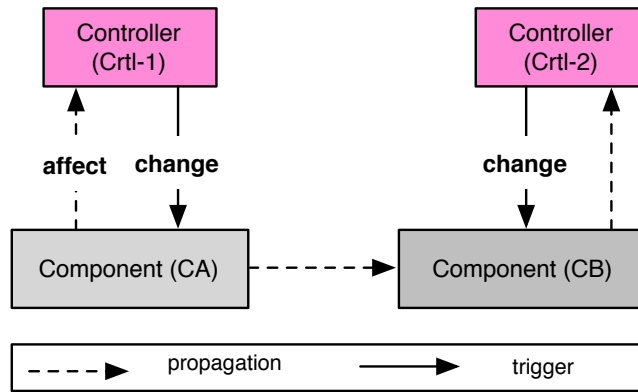 Controller
(Crtl-1)
Controller
(Crtl-2)
affect
change
change
Component (CA)
Component (CB)
propagation
trigger